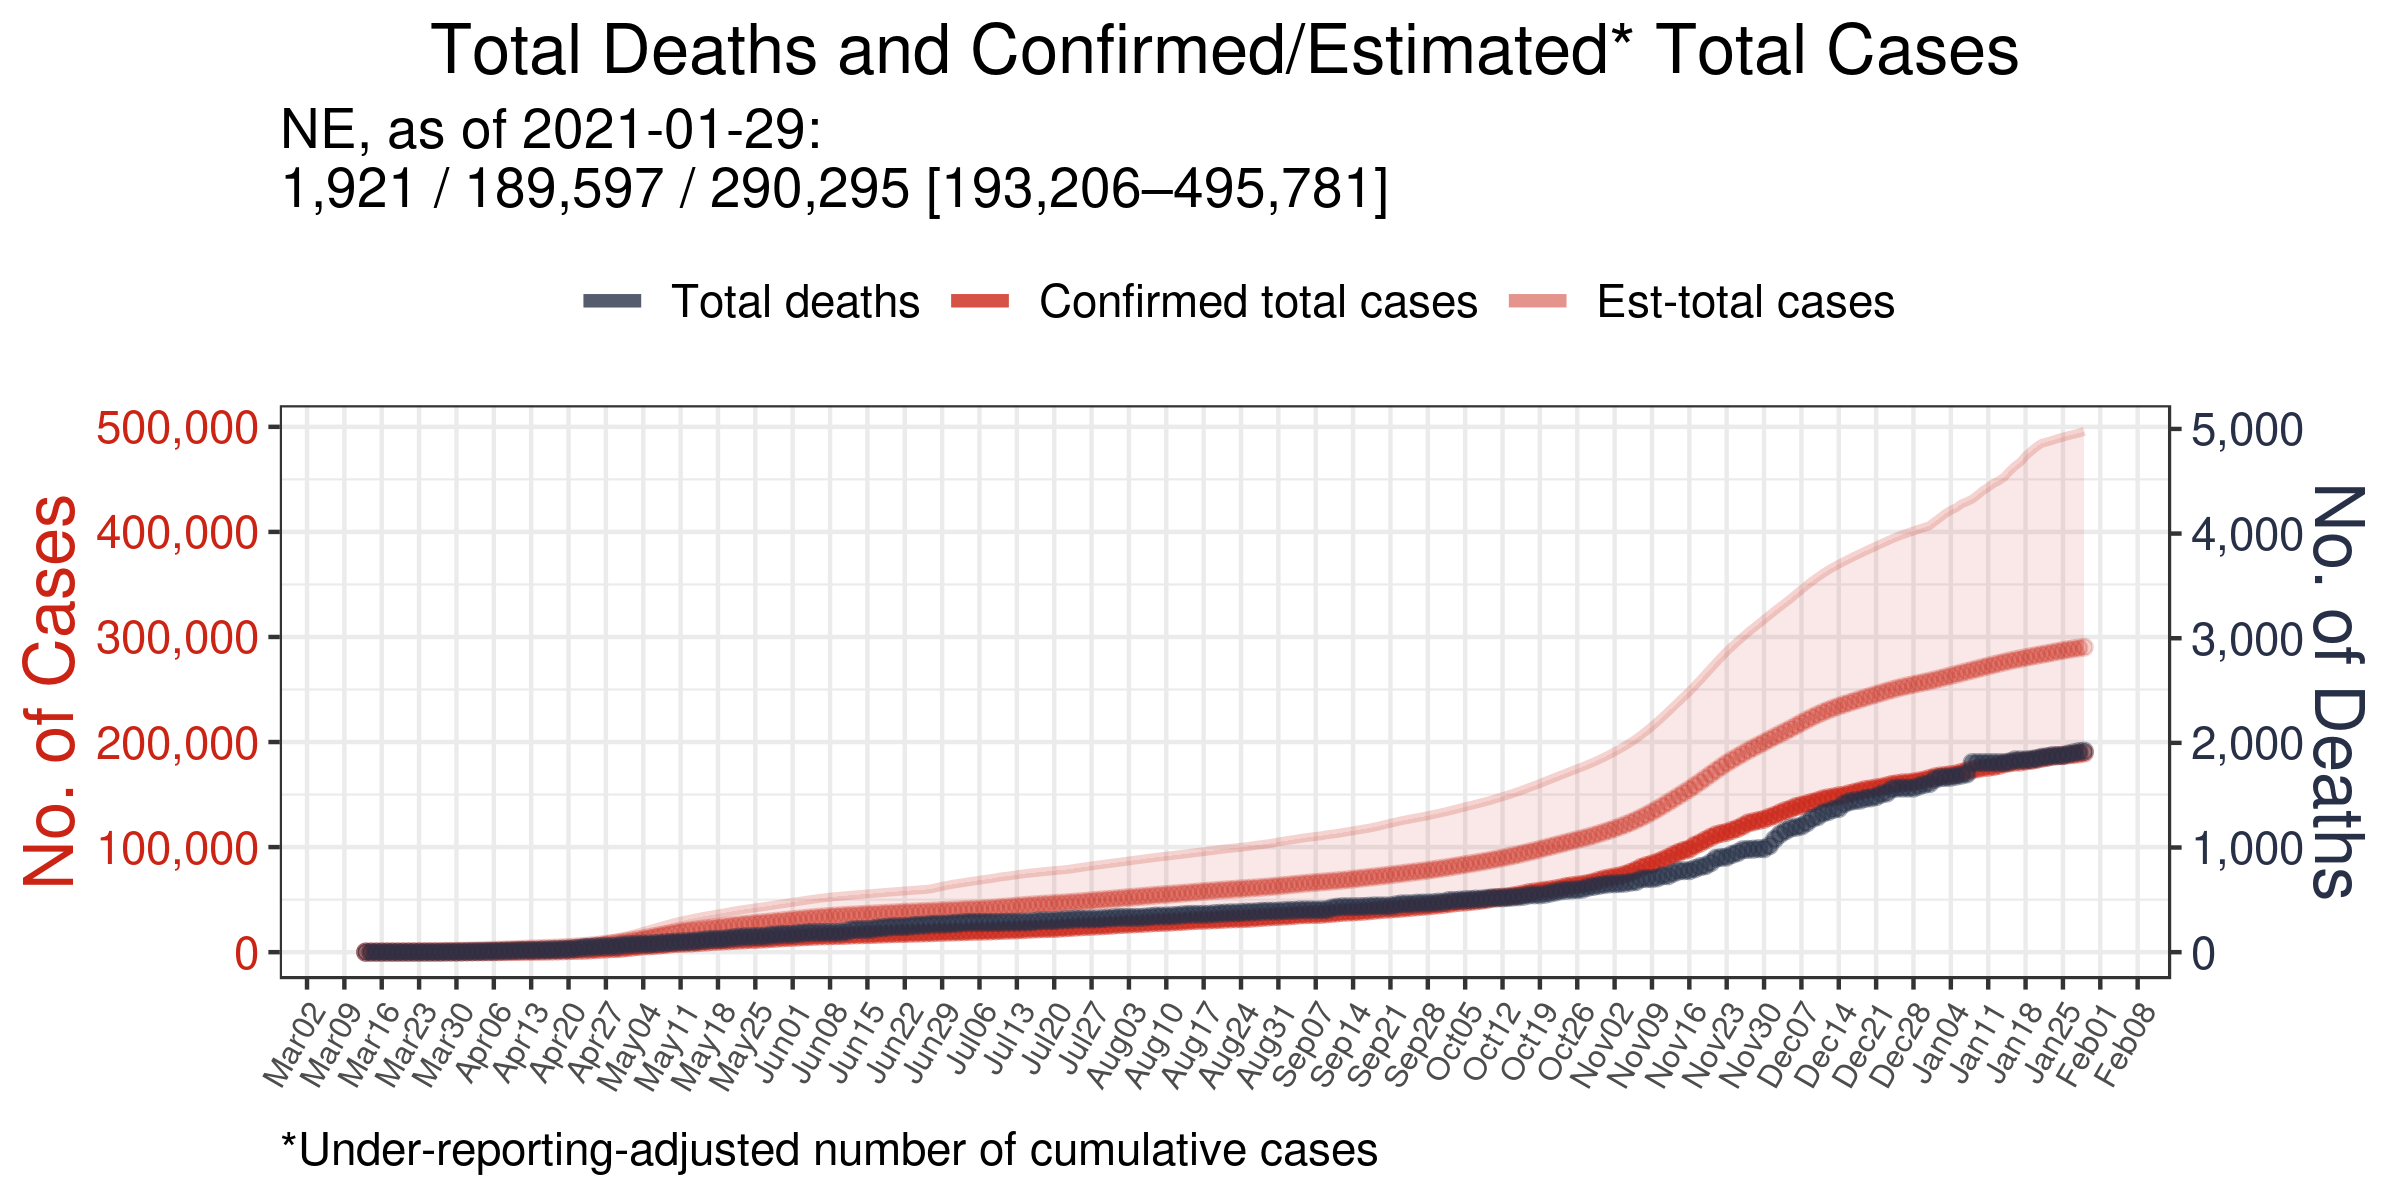 Total Deaths and Confirmed/Estimated* Total Cases
NE, as of 2021-01-29:
1,921 / 189,597 / 290,295 [193,206–495,781]
Total deaths
Confirmed total cases
Est-total cases
No. of Cases
500,000
400,000
300,000
200,000
100,000
0
5,000
4,000
3,000
2,000
1,000
0
No. of Deaths
Mar02
Mar09
Mar16
Mar23
Mar30
Apr06
Apr13
Apr20
Apr27
May04
May11
May18
May25
Jun01
Jun08
Jun15
Jun22
Jun29
Jul06
Jul13
Jul20
Jul27
Aug03
Aug10
Aug17
Aug24
Aug31
Sep07
Sep14
Sep21
Sep28
Oct05
Oct12
Oct19
Oct26
Nov02
Nov09
Nov16
Nov23
Nov30
Dec07
Dec14
Dec21
Dec28
Jan04
Jan11
Jan18
Jan25
Feb01
Feb08
*Under-reporting-adjusted number of cumulative cases